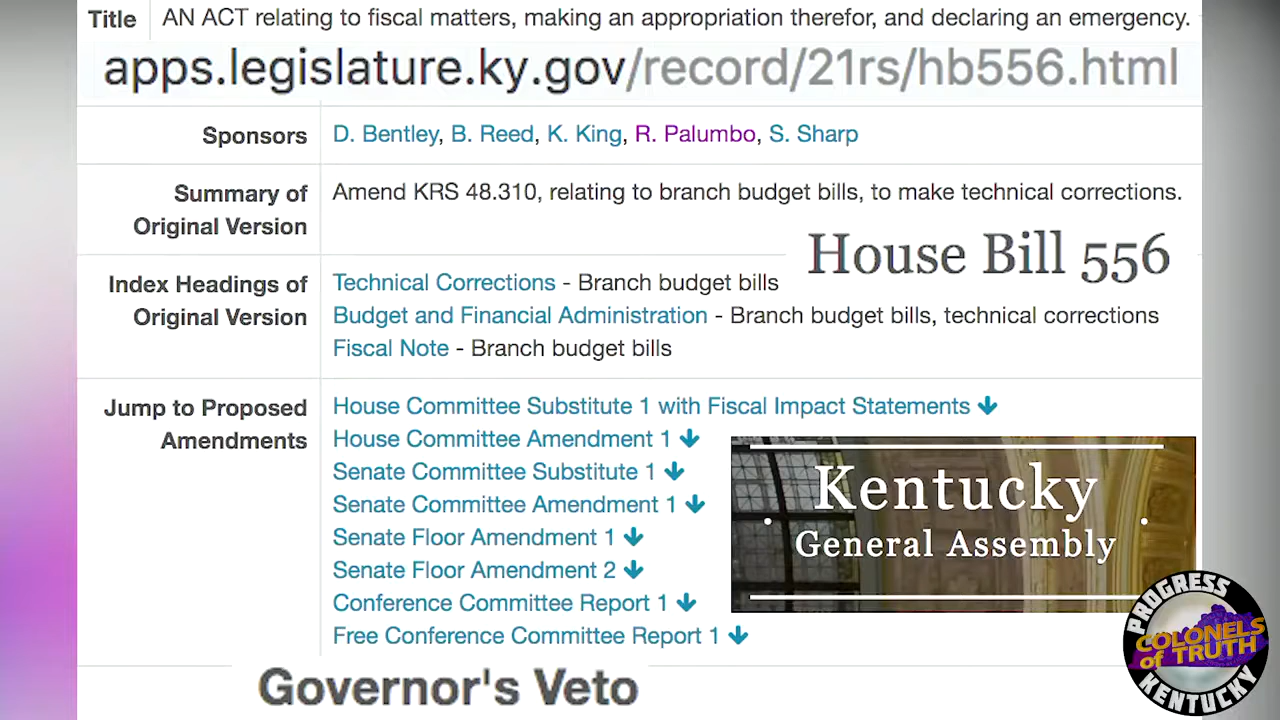 Title AN ACT relating to fiscal matters, making an appropriation therefor, and declaring an emergency.
apps.legislature.ky.gov/record/21rs/hb556.html
Sponsors D. Bentley, B. Reed, K. King, R. Palumbo, S. Sharp
Summary of Original Version Amend KRS 48.310, relating to branch budget bills, to make technical corrections.
House Bill 556
Index Headings of Original Version Technical Corrections - Branch budget bills
Budget and Financial Administration - Branch budget bills, technical corrections
Fiscal Note - Branch budget bills
Jump to Proposed Amendments House Committee Substitute 1 with Fiscal Impact Statements
House Committee Amendment 1
Senate Committee Substitute 1
Senate Committee Amendment 1
Senate Floor Amendment 1
Senate Floor Amendment 2
Conference Committee Report 1
Free Conference Committee Report 1
Kentucky
General Assembly
Governor's Veto
PROGRESS
COLONELS
of TRUTH
KENTUCKY